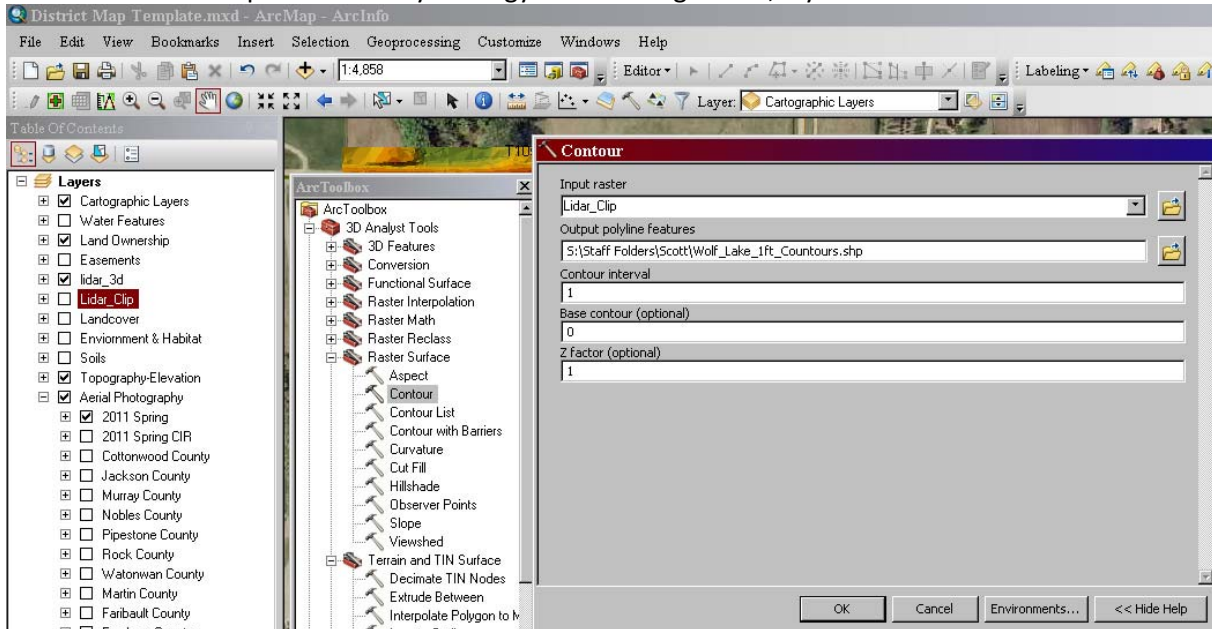 District Map Template.mxd - ArcMap - ArcInfo
File Edit View Bookmarks Insert Selection Geoprocessing Customize Windows Help
1:4,858 Editor Labeling
Layer: Cartographic Layers
Table Of Contents
Layers
Cartographic Layers
Water Features
Land Ownership
Easements
lidar_3d
Lidar_Clip
Landcover
Enviornment & Habitat
Soils
Topography-Elevation
Aerial Photography
2011 Spring
2011 Spring CIR
Cottonwood County
Jackson County
Murray County
Nobles County
Pipestone County
Rock County
Watonwan County
Martin County
Faribault County
ArcToolbox
ArcToolbox
3D Analyst Tools
3D Features
Conversion
Functional Surface
Raster Interpolation
Raster Math
Raster Reclass
Raster Surface
Aspect
Contour
Contour List
Contour with Barriers
Curvature
Cut Fill
Hillshade
Observer Points
Slope
Viewshed
Terrain and TIN Surface
Decimate TIN Nodes
Extrude Between
Interpolate Polygon to M
Contour
Input raster
Lidar_Clip
Output polyline features
S:\Staff Folders\Scott\Wolf_Lake_1ft_Countours.shp
Contour interval
1
Base contour (optional)
0
Z factor (optional)
1
OK Cancel Environments... << Hide Help